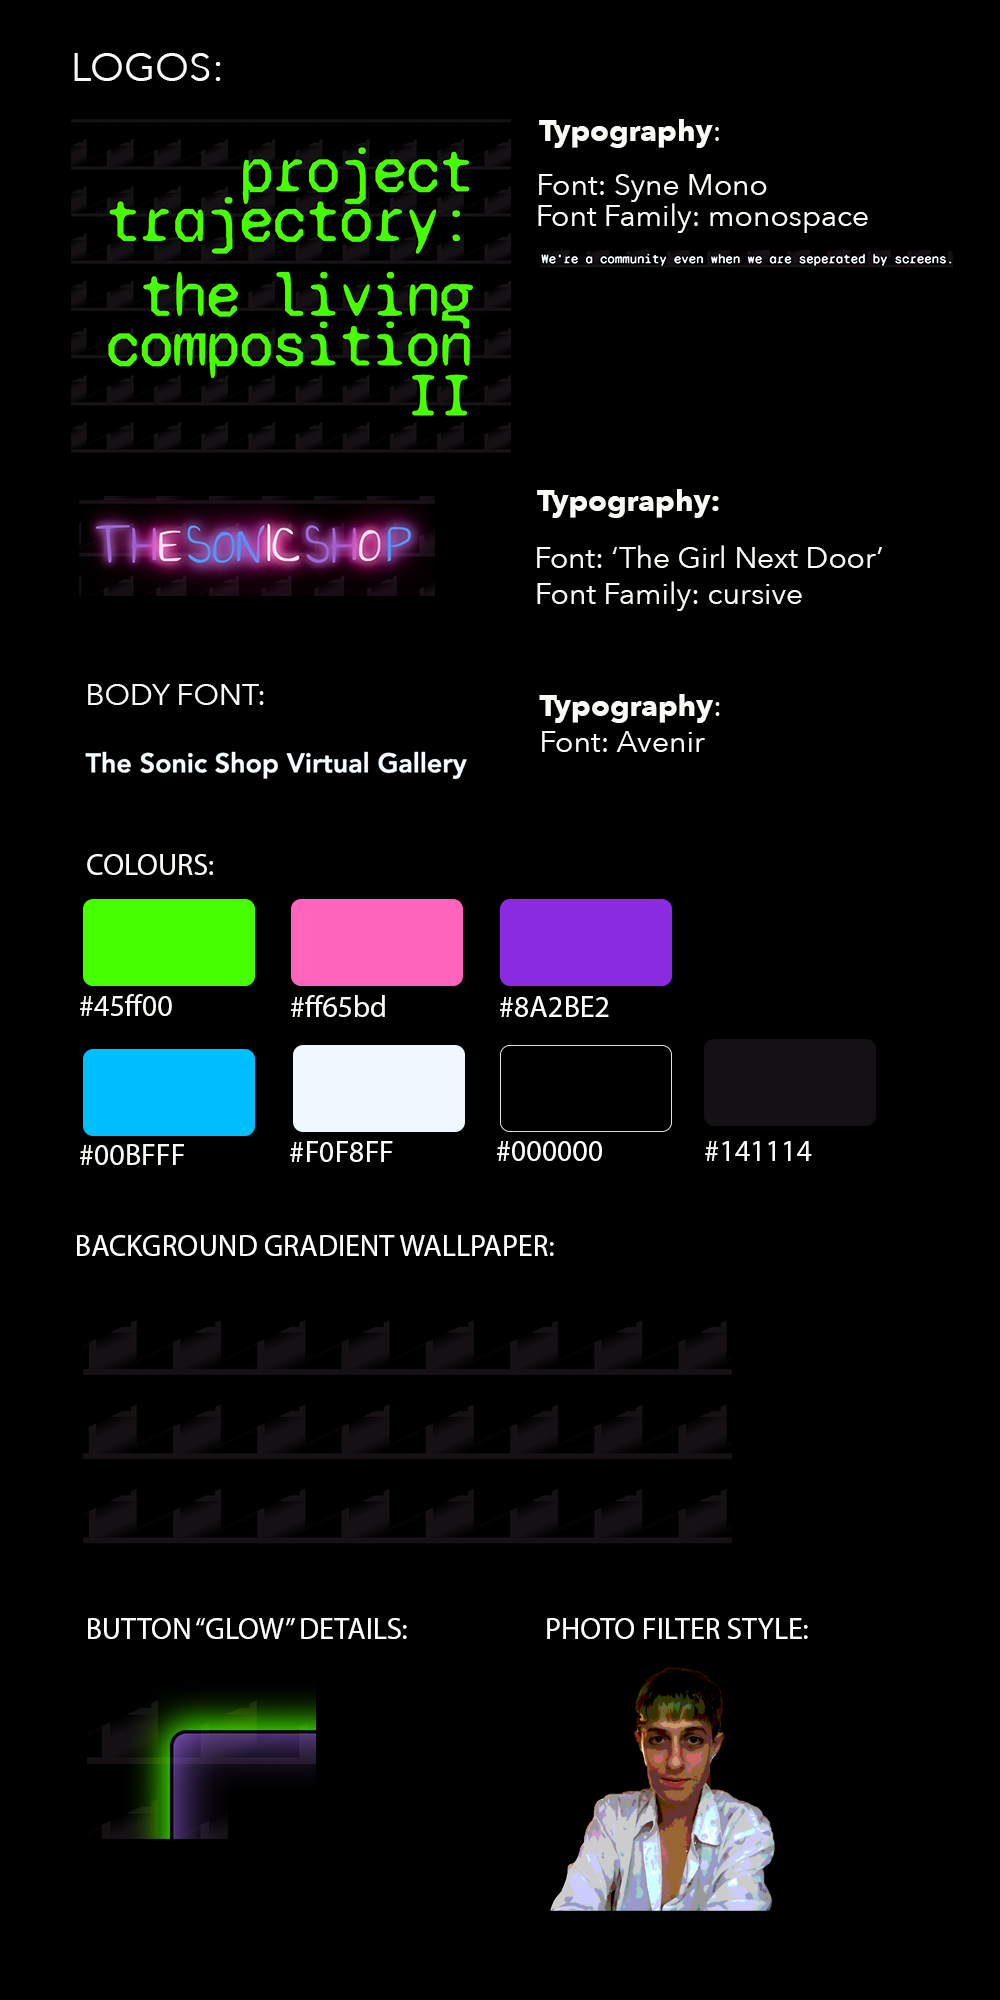 LOGOS:
project
trajectory:
the living
composition
II
Typography:
Font: Syne Mono
Font Family: monospace
We're a community even when we are seperated by screens.
THESONICSHOP
Typography:
Font: ‘The Girl Next Door’
Font Family: cursive
BODY FONT:
The Sonic Shop Virtual Gallery
Typography:
Font: Avenir
COLOURS:
#45ff00
#ff65bd
#8A2BE2
#00BFFF
#F0F8FF
#000000
#141114
BACKGROUND GRADIENT WALLPAPER:
BUTTON “GLOW” DETAILS:
PHOTO FILTER STYLE: